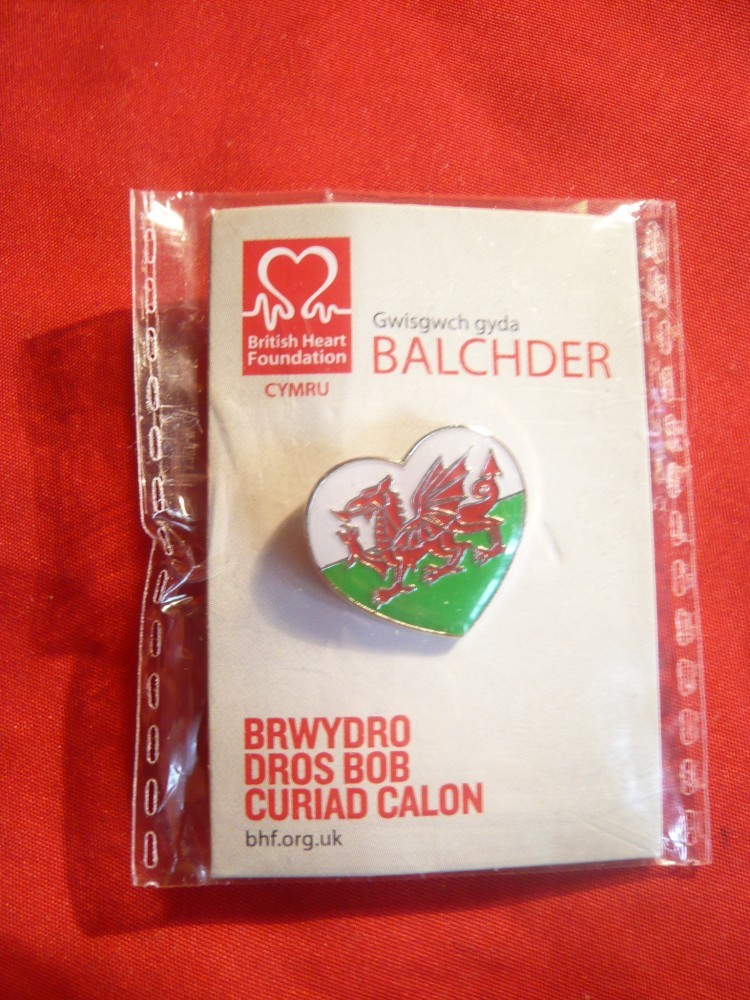 British Heart
Foundation
CYMRU
Gwisgwch gyda
BALCHDER
BRWYDRO
DROS BOB
CURIAD CALON
bhf.org.uk